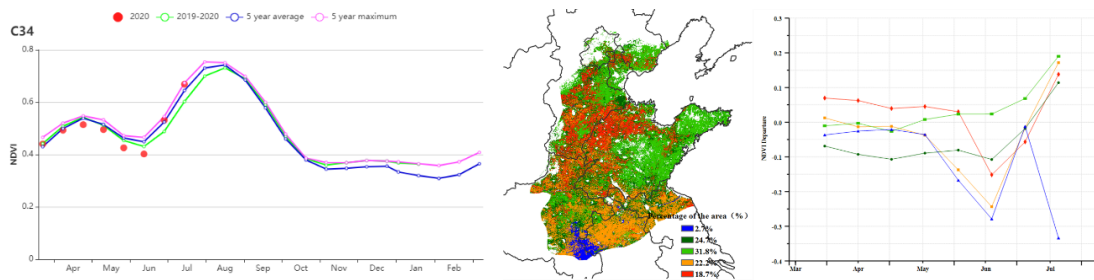 2020 2019-2020 5 year average 5 year maximum
C34
0.8
0.6
0.4
0.2
0
NDVI
Apr May Jun Jul Aug Sep Oct Nov Dec Jan Feb
Percentage of the area (%)
2.7%
24.7%
31.8%
22.2%
18.7%
0.3
0.2
0.1
0.0
-0.1
-0.2
-0.3
-0.4
NDVI Departure
Mar Apr May Jun Jul